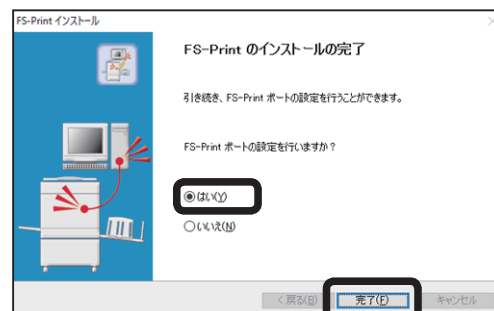 FS-Print インストール
FS-Print のインストールの完了
引き続き、FS-Print ポートの設定を行うことができます。
FS-Print ポートの設定を行いますか？
はい(Y)
いいえ(N)
< 戻る(B)
完了(F)
キャンセル